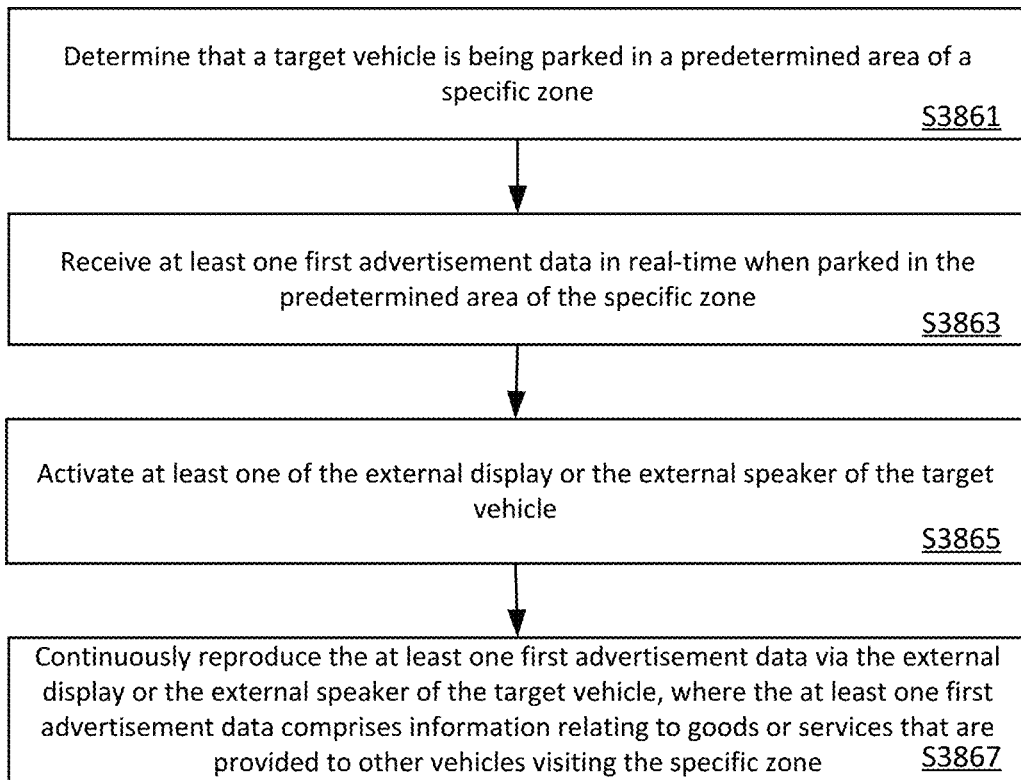 Determine that a target vehicle is being parked in a predetermined area of a
specific zone
S3861
Receive at least one first advertisement data in real-time when parked in the
predetermined area of the specific zone
S3863
Activate at least one of the external display or the external speaker of the target
vehicle
S3865
Continuously reproduce the at least one first advertisement data via the external
display or the external speaker of the target vehicle, where the at least one first
advertisement data comprises information relating to goods or services that are
provided to other vehicles visiting the specific zone
S3867